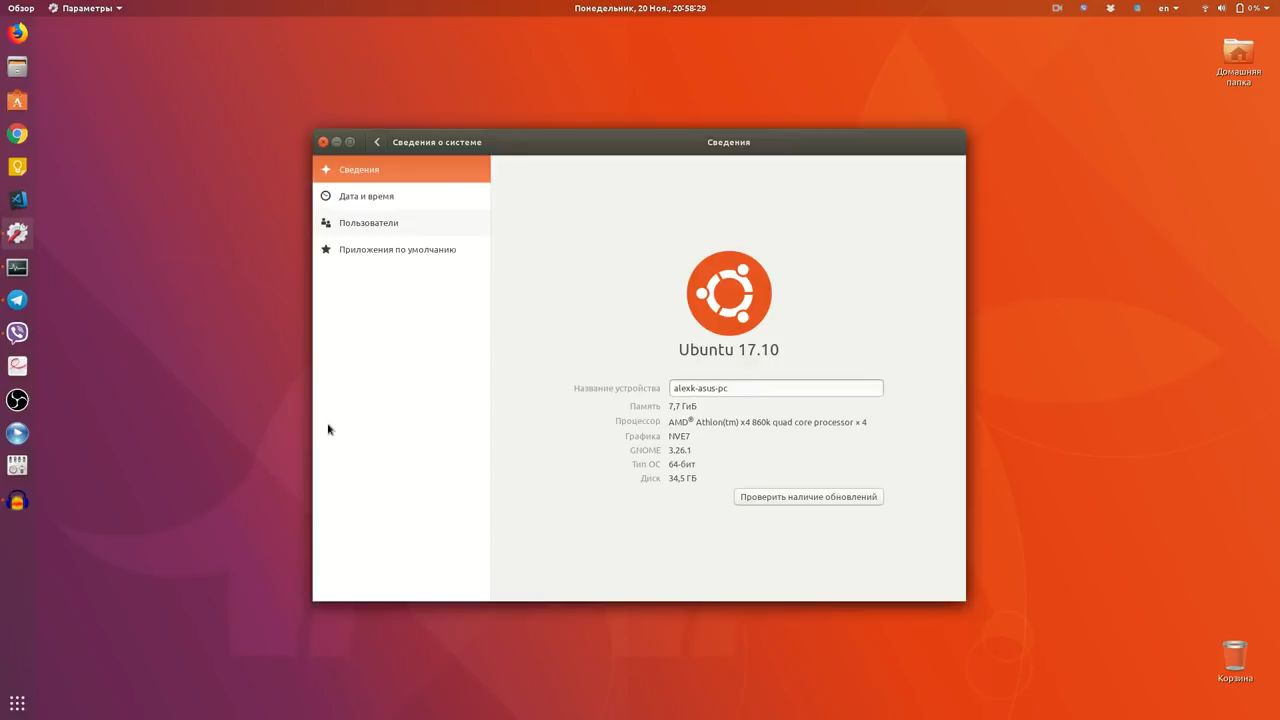 Обзор
Параметры
Понедельник, 20 Ноя., 20:58:29
en
0 %
Домашняя
папка
Сведения о системе
Сведения
Сведения
Дата и время
Пользователи
Приложения по умолчанию
Ubuntu 17.10
Название устройства alexk-asus-pc
Память 7,7 ГиБ
Процессор AMD® Athlon(tm) x4 860k quad core processor × 4
Графика NVE7
GNOME 3.26.1
Тип ОС 64-бит
Диск 34,5 ГБ
Проверить наличие обновлений
Корзина